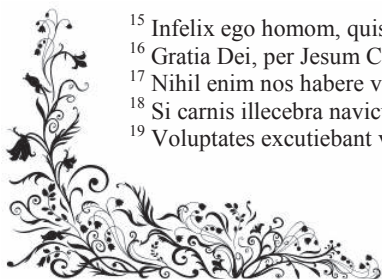 15 Infelix ego homom, quis
16 Gratia Dei, per Jesum C
17 Nihil enim nos habere v
18 Si carnis illecebra navic
19 Voluptates excutiebant v